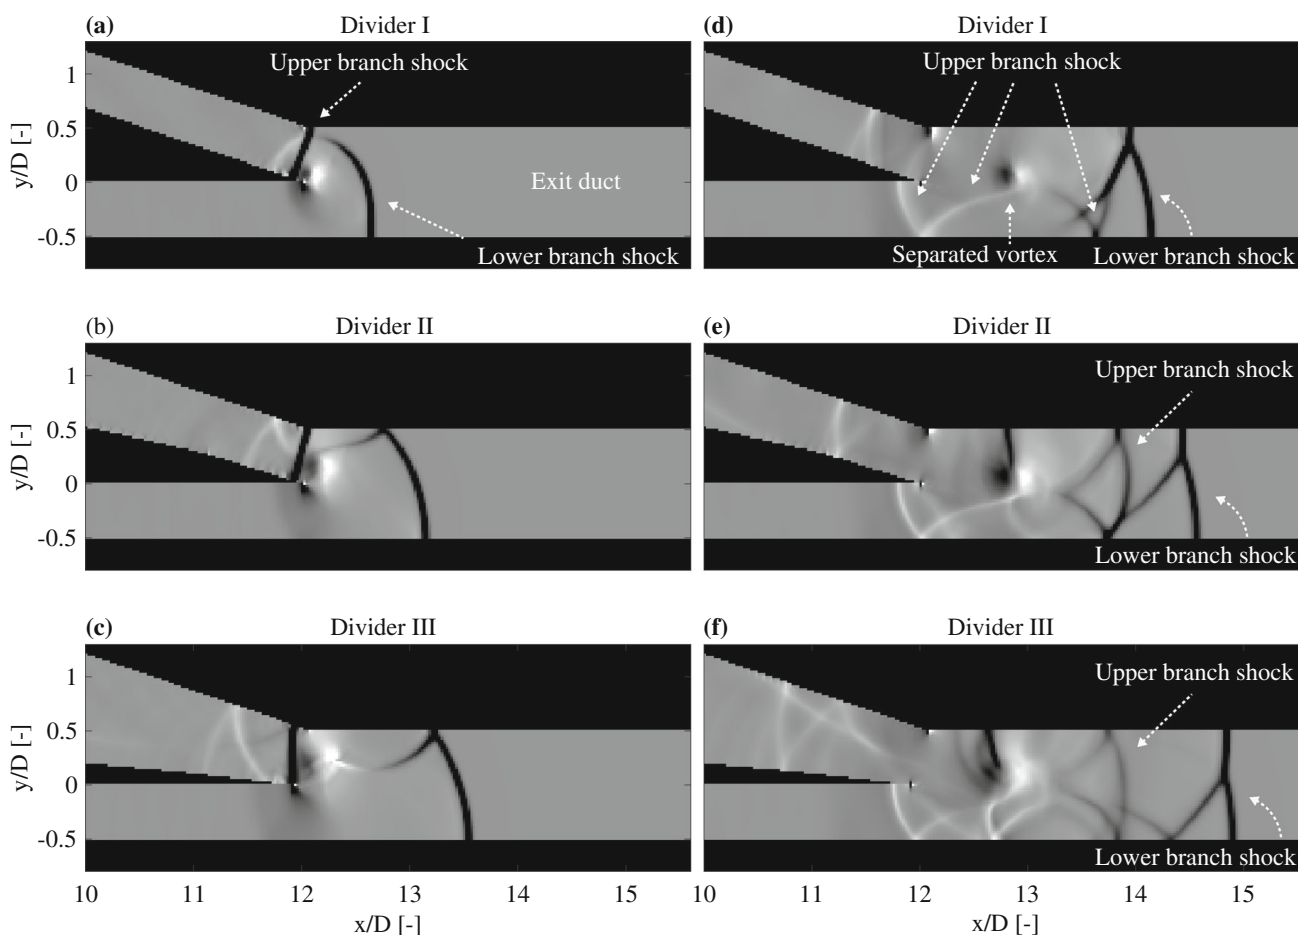 (a) Divider I
Upper branch shock
1
0.5
0
-0.5
y/D [-]
Exit duct
Lower branch shock
(d) Divider I
Upper branch shock
Separated vortex
Lower branch shock
(b) Divider II
1
0.5
0
-0.5
y/D [-]
(e) Divider II
Upper branch shock
Lower branch shock
(c) Divider III
1
0.5
0
-0.5
y/D [-]
10 11 12 13 14 15
x/D [-]
(f) Divider III
Upper branch shock
Lower branch shock
10 11 12 13 14 15
x/D [-]